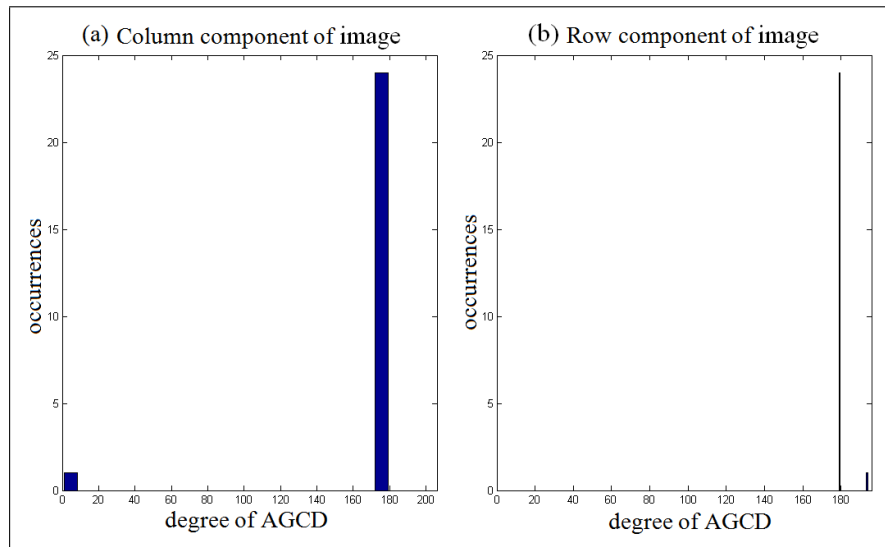 (a) Column component of image
25
20
15
10
5
0
occurrences
0 20 40 60 80 100 120 140 160 180 200
degree of AGCD
(b) Row component of image
25
20
15
10
5
0
occurrences
0 20 40 60 80 100 120 140 160 180
degree of AGCD